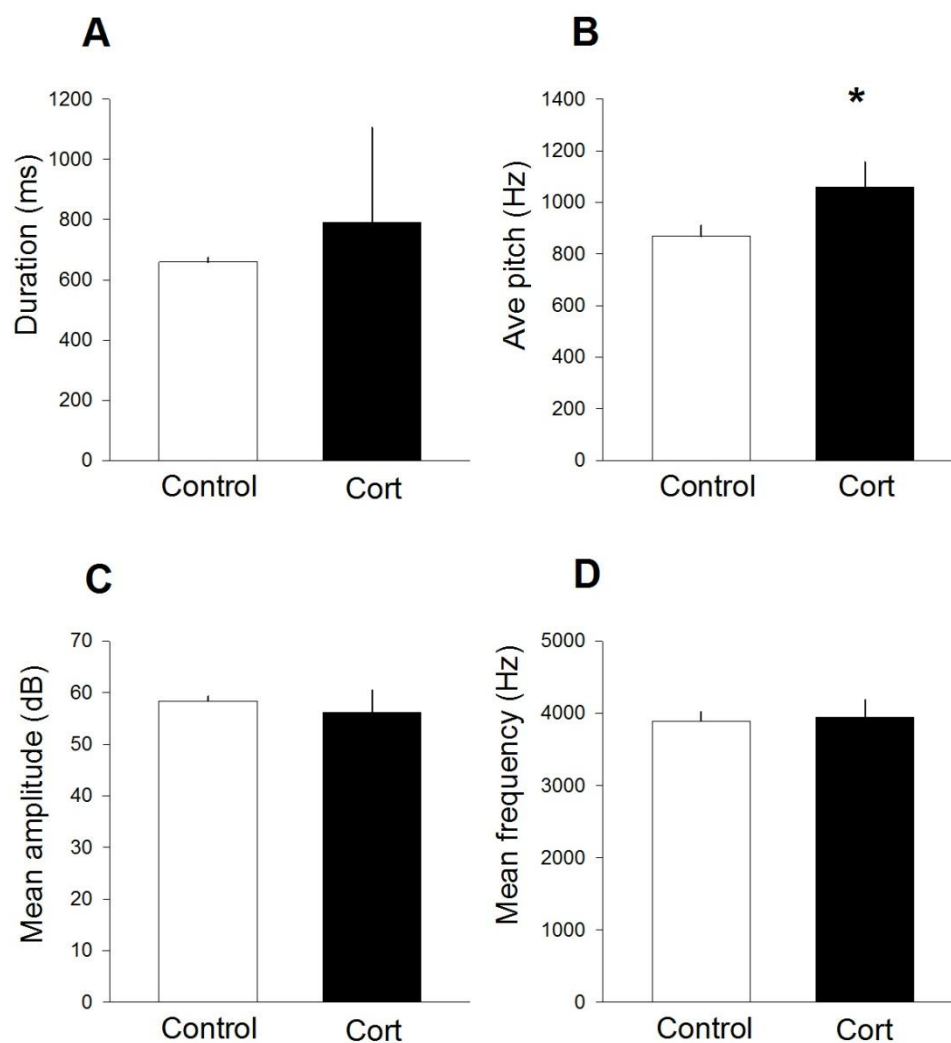 A
Duration (ms)
1200
1000
800
600
400
200
0
Control Cort
B
*
Ave pitch (Hz)
1400
1200
1000
800
600
400
200
0
Control Cort
C
Mean amplitude (dB)
70
60
50
40
30
20
10
0
Control Cort
D
Mean frequency (Hz)
5000
4000
3000
2000
1000
0
Control Cort